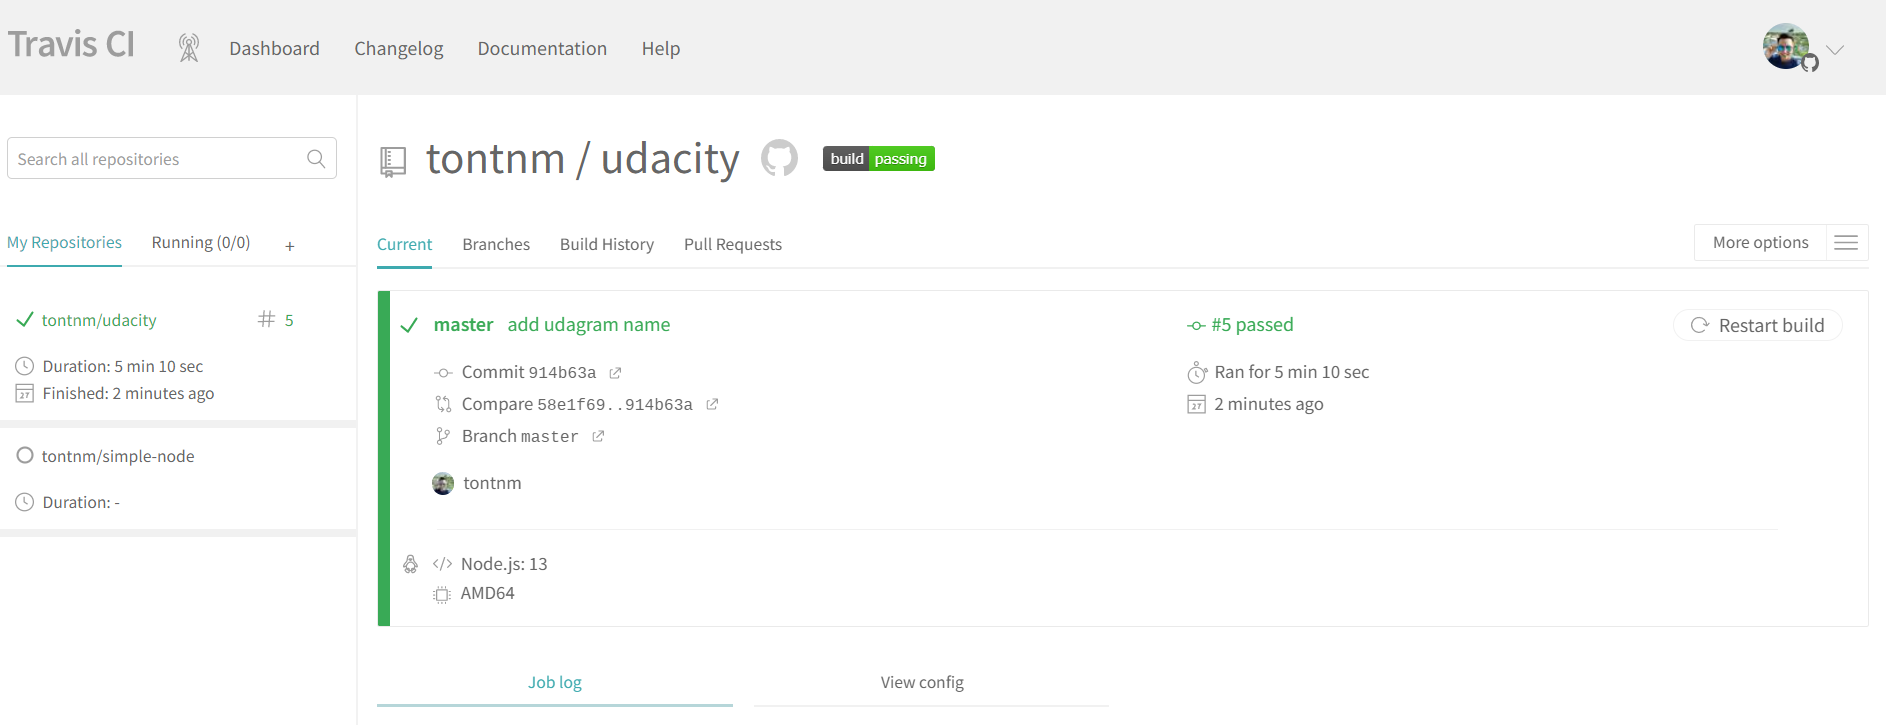 Travis CI
Dashboard
Changelog
Documentation
Help
Search all repositories
My Repositories
Running (0/0)
+
tontnm/udacity
# 5
Duration: 5 min 10 sec
27
Finished: 2 minutes ago
tontnm/simple-node
Duration: -
tontnm / udacity
build passing
Current
Branches
Build History
Pull Requests
More options
master add udagram name
Commit 914b63a
Compare 58e1f69..914b63a
Branch master
tontnm
#5 passed
Ran for 5 min 10 sec
27
2 minutes ago
Restart build
</> Node.js: 13
AMD64
Job log
View config